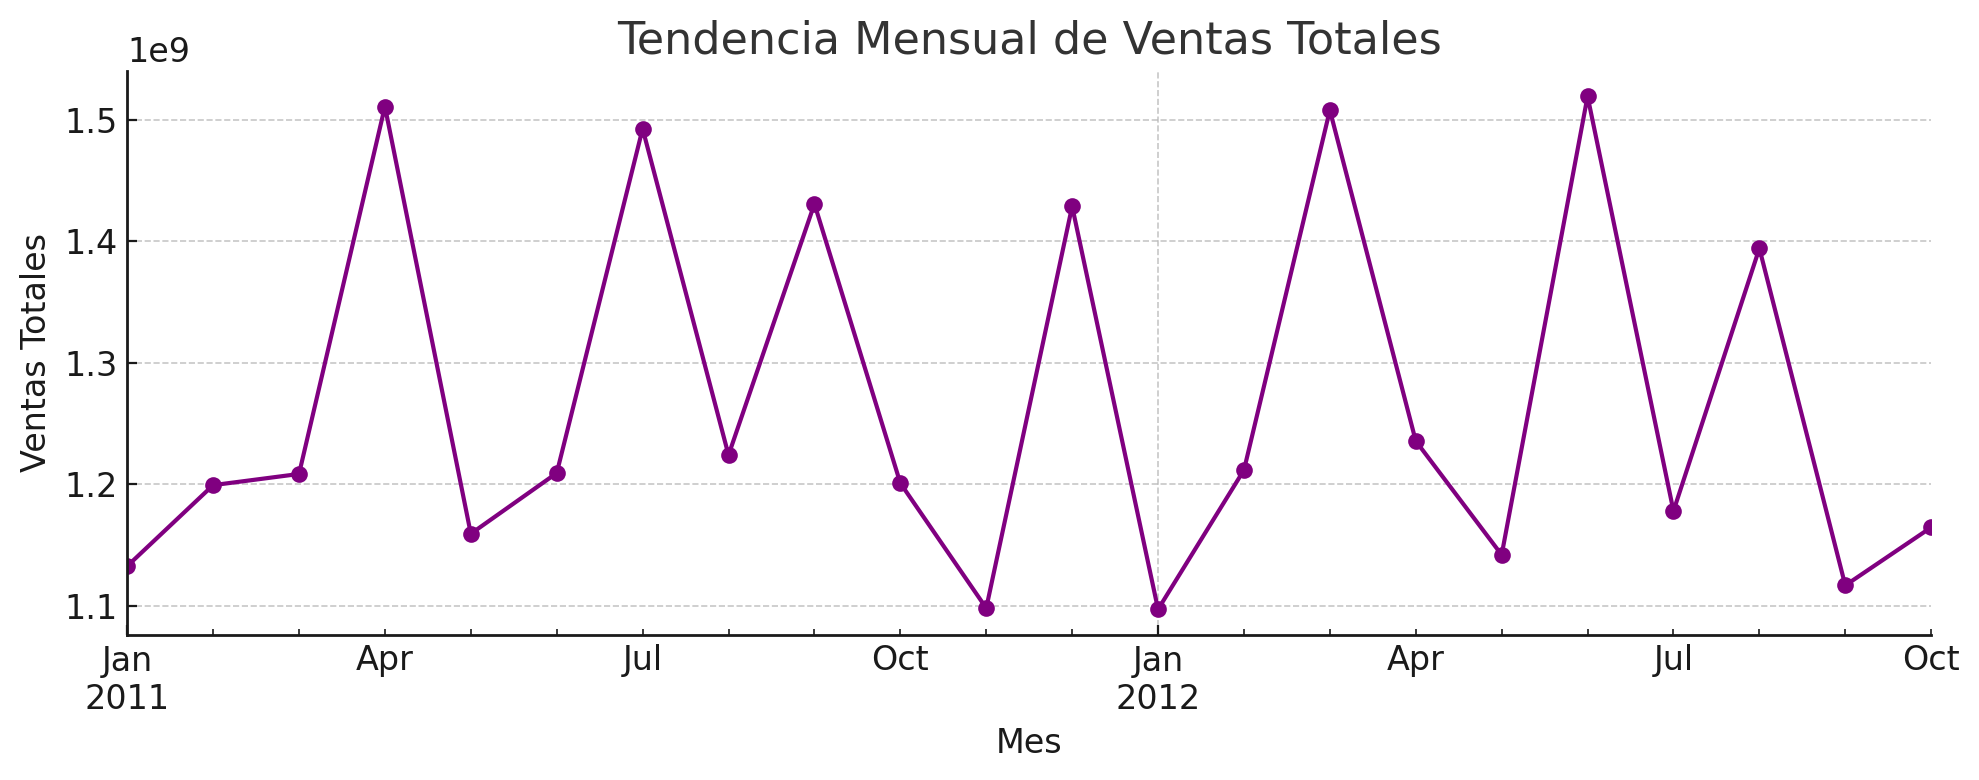 Tendencia Mensual de Ventas Totales
1e9
1.5
1.4
1.3
1.2
1.1
Ventas Totales
Jan Apr Jul Oct Jan Apr Jul Oct
2011 2012
Mes